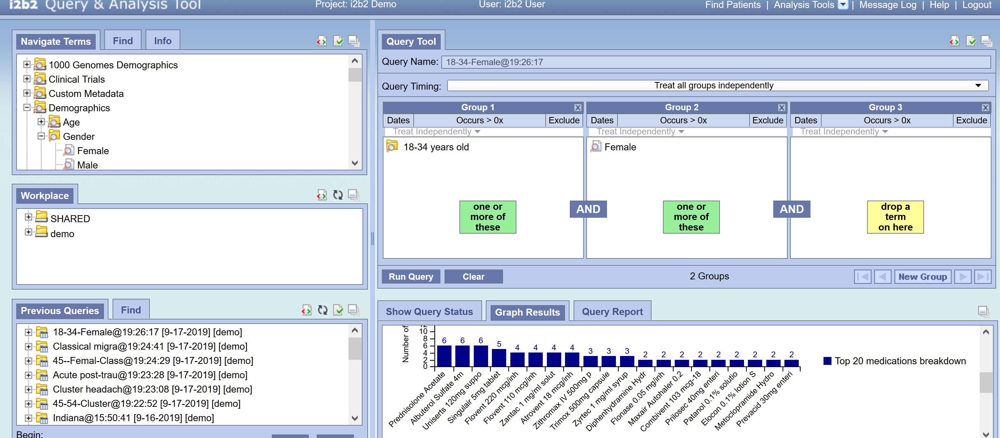 i2b2 Query & Analysis Tool
Project: i2b2 Demo
User: i2b2 User
Find Patients | Analysis Tools | Message Log | Help | Logout
Navigate Terms
Find
Info
1000 Genomes Demographics
Clinical Trials
Custom Metadata
Demographics
Age
Gender
Female
Male
Workplace
SHARED
demo
Previous Queries
Find
18-34-Female@19:26:17 [9-17-2019] [demo]
Classical migra@19:24:41 [9-17-2019] [demo]
45--Femal-Class@19:24:29 [9-17-2019] [demo]
Acute post-trau@19:23:28 [9-17-2019] [demo]
Cluster headach@19:23:08 [9-17-2019] [demo]
45-54-Cluster@19:22:52 [9-17-2019] [demo]
Indiana@15:50:41 [9-16-2019] [demo]
Begin:
Query Tool
Query Name: 18-34-Female@19:26:17
Query Timing: Treat all groups independently
Group 1 X
Dates Occurs > 0x Exclude
Treat Independently
18-34 years old
one or
more of
these
AND
Group 2 X
Dates Occurs > 0x Exclude
Treat Independently
Female
one or
more of
these
AND
Group 3 X
Dates Occurs > 0x Exclude
Treat Independently
drop a
term
on here
Run Query
Clear
2 Groups
New Group
Show Query Status
Graph Results
Query Report
Number of
12
10
8
6
4
2
0
6 6 6 5 4 4 4 4 3 3 3 2 2 2 2 2 2 2 2 2
Prednisolone Acetate
Albuterol Sulfate 4m
Uniserts 120mg suppo
Singulair 5mg tablet
Flovent 220 mcg/inh
Flovent 110 mcg/inh
Zantac 1 mg/ml solut
Atrovent 18 mcg/inh
Zithromax IV 500mg p
Trimox 500mg capsule
Zyrtec 1 mg/ml syrup
Diphenhydramine Hydr
Flonase 0.05 mg/inh
Maxair Autohaler 0.2
Combivent 103 mcg-18
Prilosec 40mg enteri
Patanol 0.1% solutio
Elocon 0.1% lotion S
Metoclopramide Hydro
Prevacid 30mg enteri
Top 20 medications breakdown